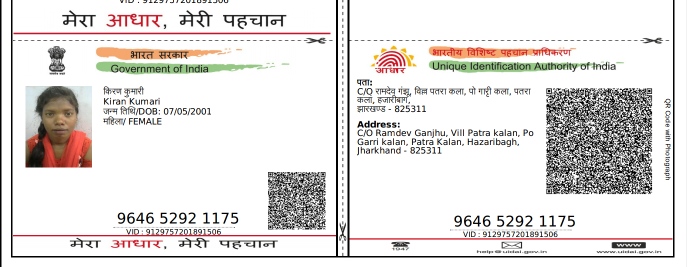 VID : 9129757201891506
मेरा आधार, मेरी पहचान
भारत सरकार
Government of India
किरण कुमारी
Kiran Kumari
जन्म तिथि/DOB: 07/05/2001
महिला/ FEMALE
9646 5292 1175
VID : 9129757201891506
मेरा आधार, मेरी पहचान
भारतीय विशिष्ट पहचान प्राधिकरण
Unique Identification Authority of India
आधार
पता:
C/O रामदेव गंझू, विल्ल पतरा कला, पो गार्री कला, पतरा
कला, हजारीबाग,
झारखण्ड - 825311
Address:
C/O Ramdev Ganjhu, Vill Patra kalan, Po
Garri kalan, Patra Kalan, Hazaribagh,
Jharkhand - 825311
QR Code with Photograph
9646 5292 1175
VID : 9129757201891506
1947
help@uidai.gov.in
www
www.uidai.gov.in